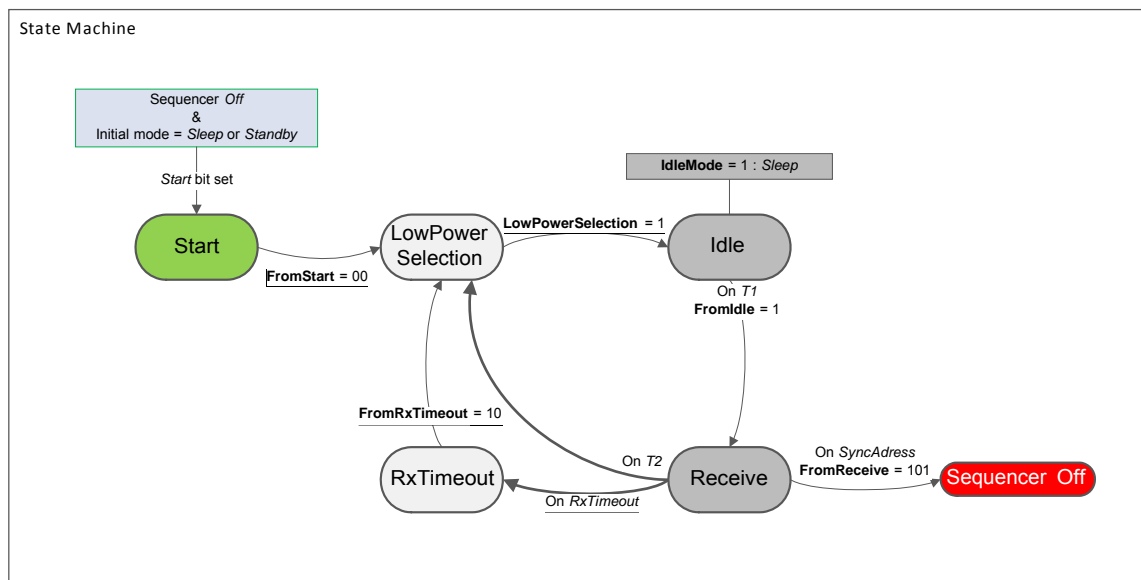 State Machine
Sequencer Off
&
Initial mode = Sleep or Standby
Start bit set
IdleMode = 1 : Sleep
Start
FromStart = 00
LowPower
Selection
LowPowerSelection = 1
Idle
On T1
FromIdle = 1
FromRxTimeout = 10
On T2
RxTimeout
On RxTimeout
Receive
On SyncAdress
FromReceive = 101
Sequencer Off